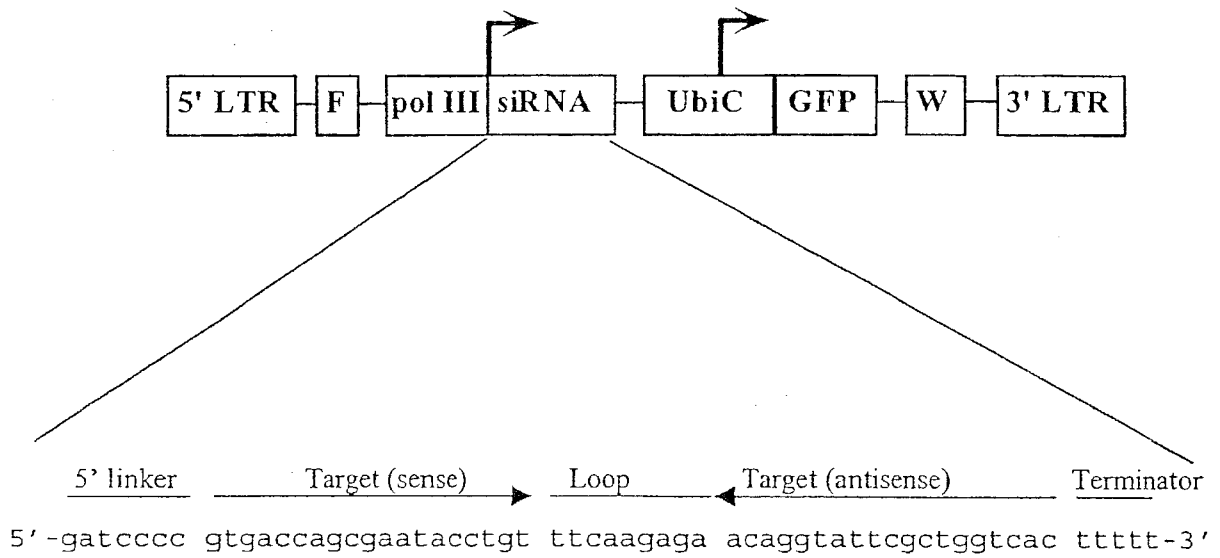 5' LTR F pol III siRNA UbiC GFP W 3' LTR
5' linker Target (sense) Loop Target (antisense) Terminator
5'-gatcccc gtgaccagcgaatacctgt ttcaagaga acaggtattcgctggtcac ttttt-3'